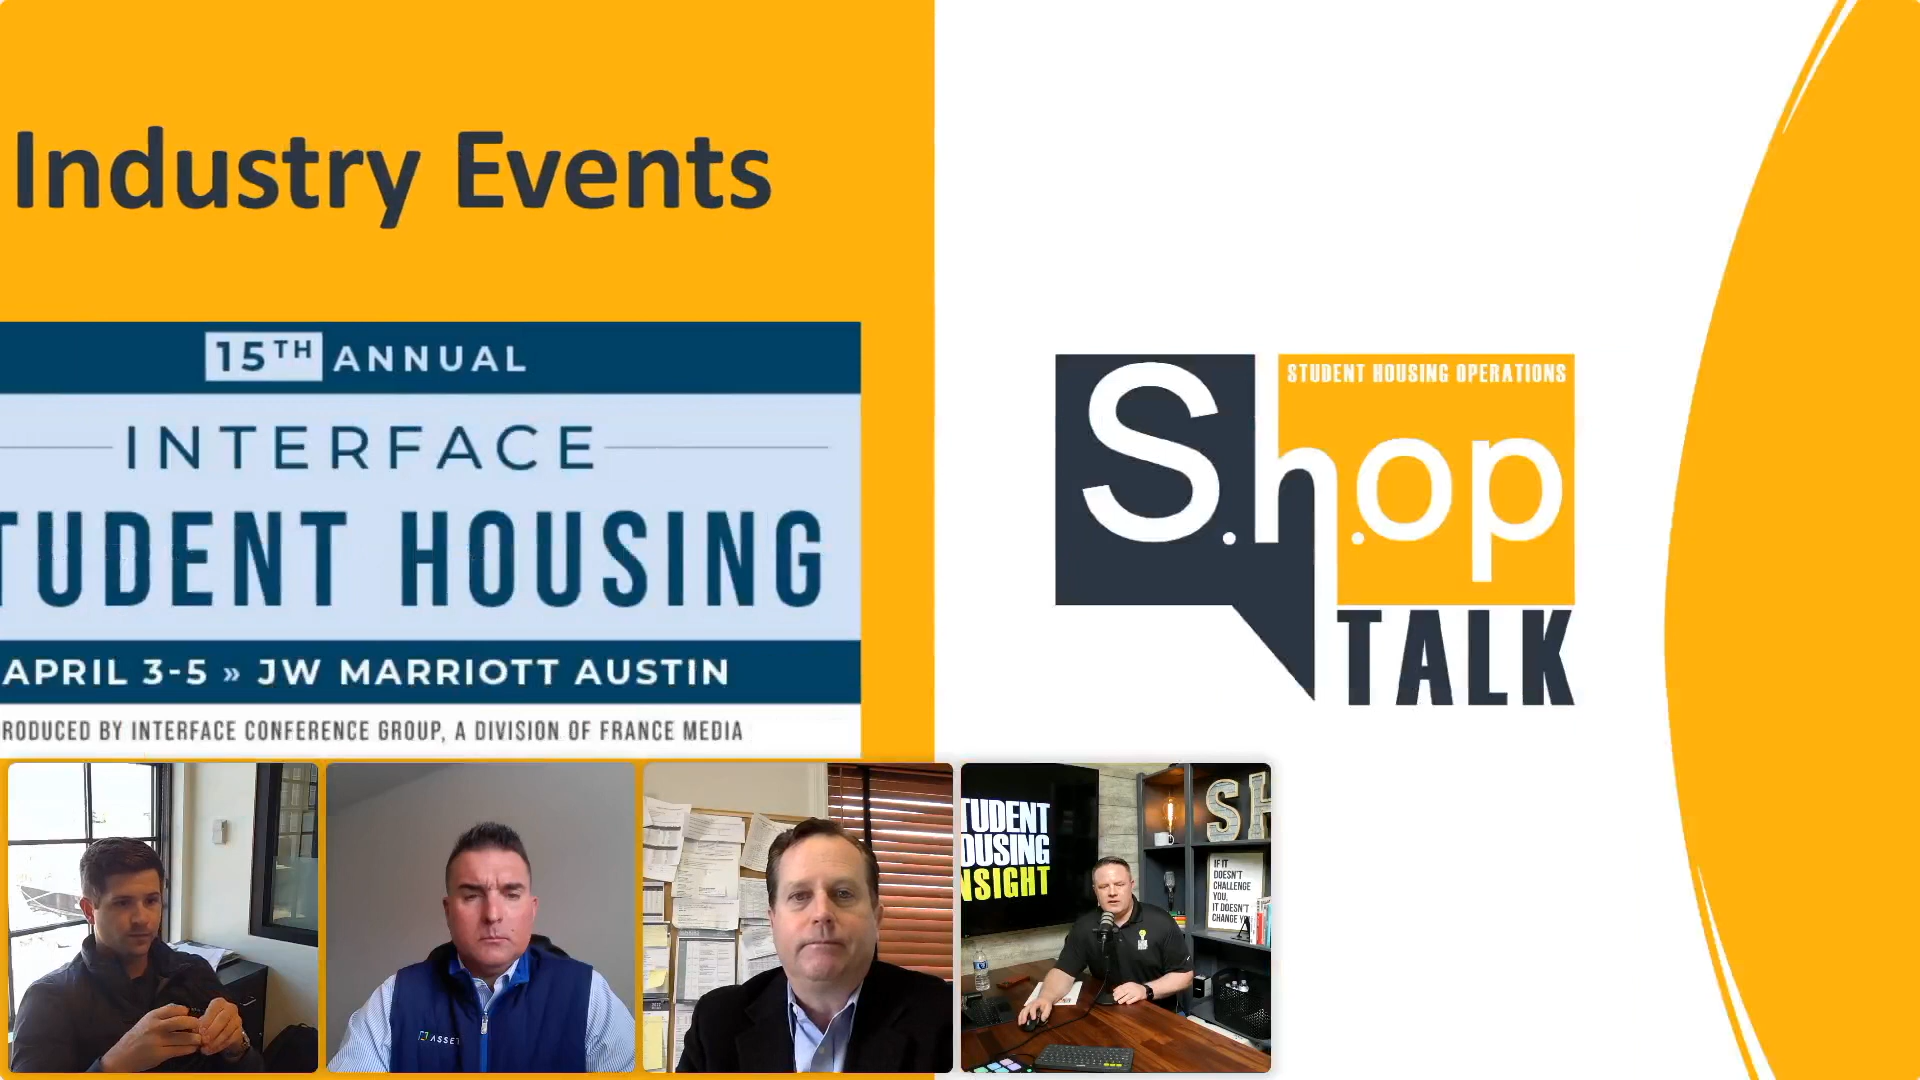 Industry Events
15TH ANNUAL
INTERFACE
TUDENT HOUSING
APRIL 3-5 » JW MARRIOTT AUSTIN
RODUCED BY INTERFACE CONFERENCE GROUP, A DIVISION OF FRANCE MEDIA
STUDENT HOUSING OPERATIONS
S.h.op
TALK
ASSET
TUDENT
OUSING
NSIGHT
SH
IF IT
DOESN'T
CHALLENGE
YOU,
IT DOESN'T
CHANGE